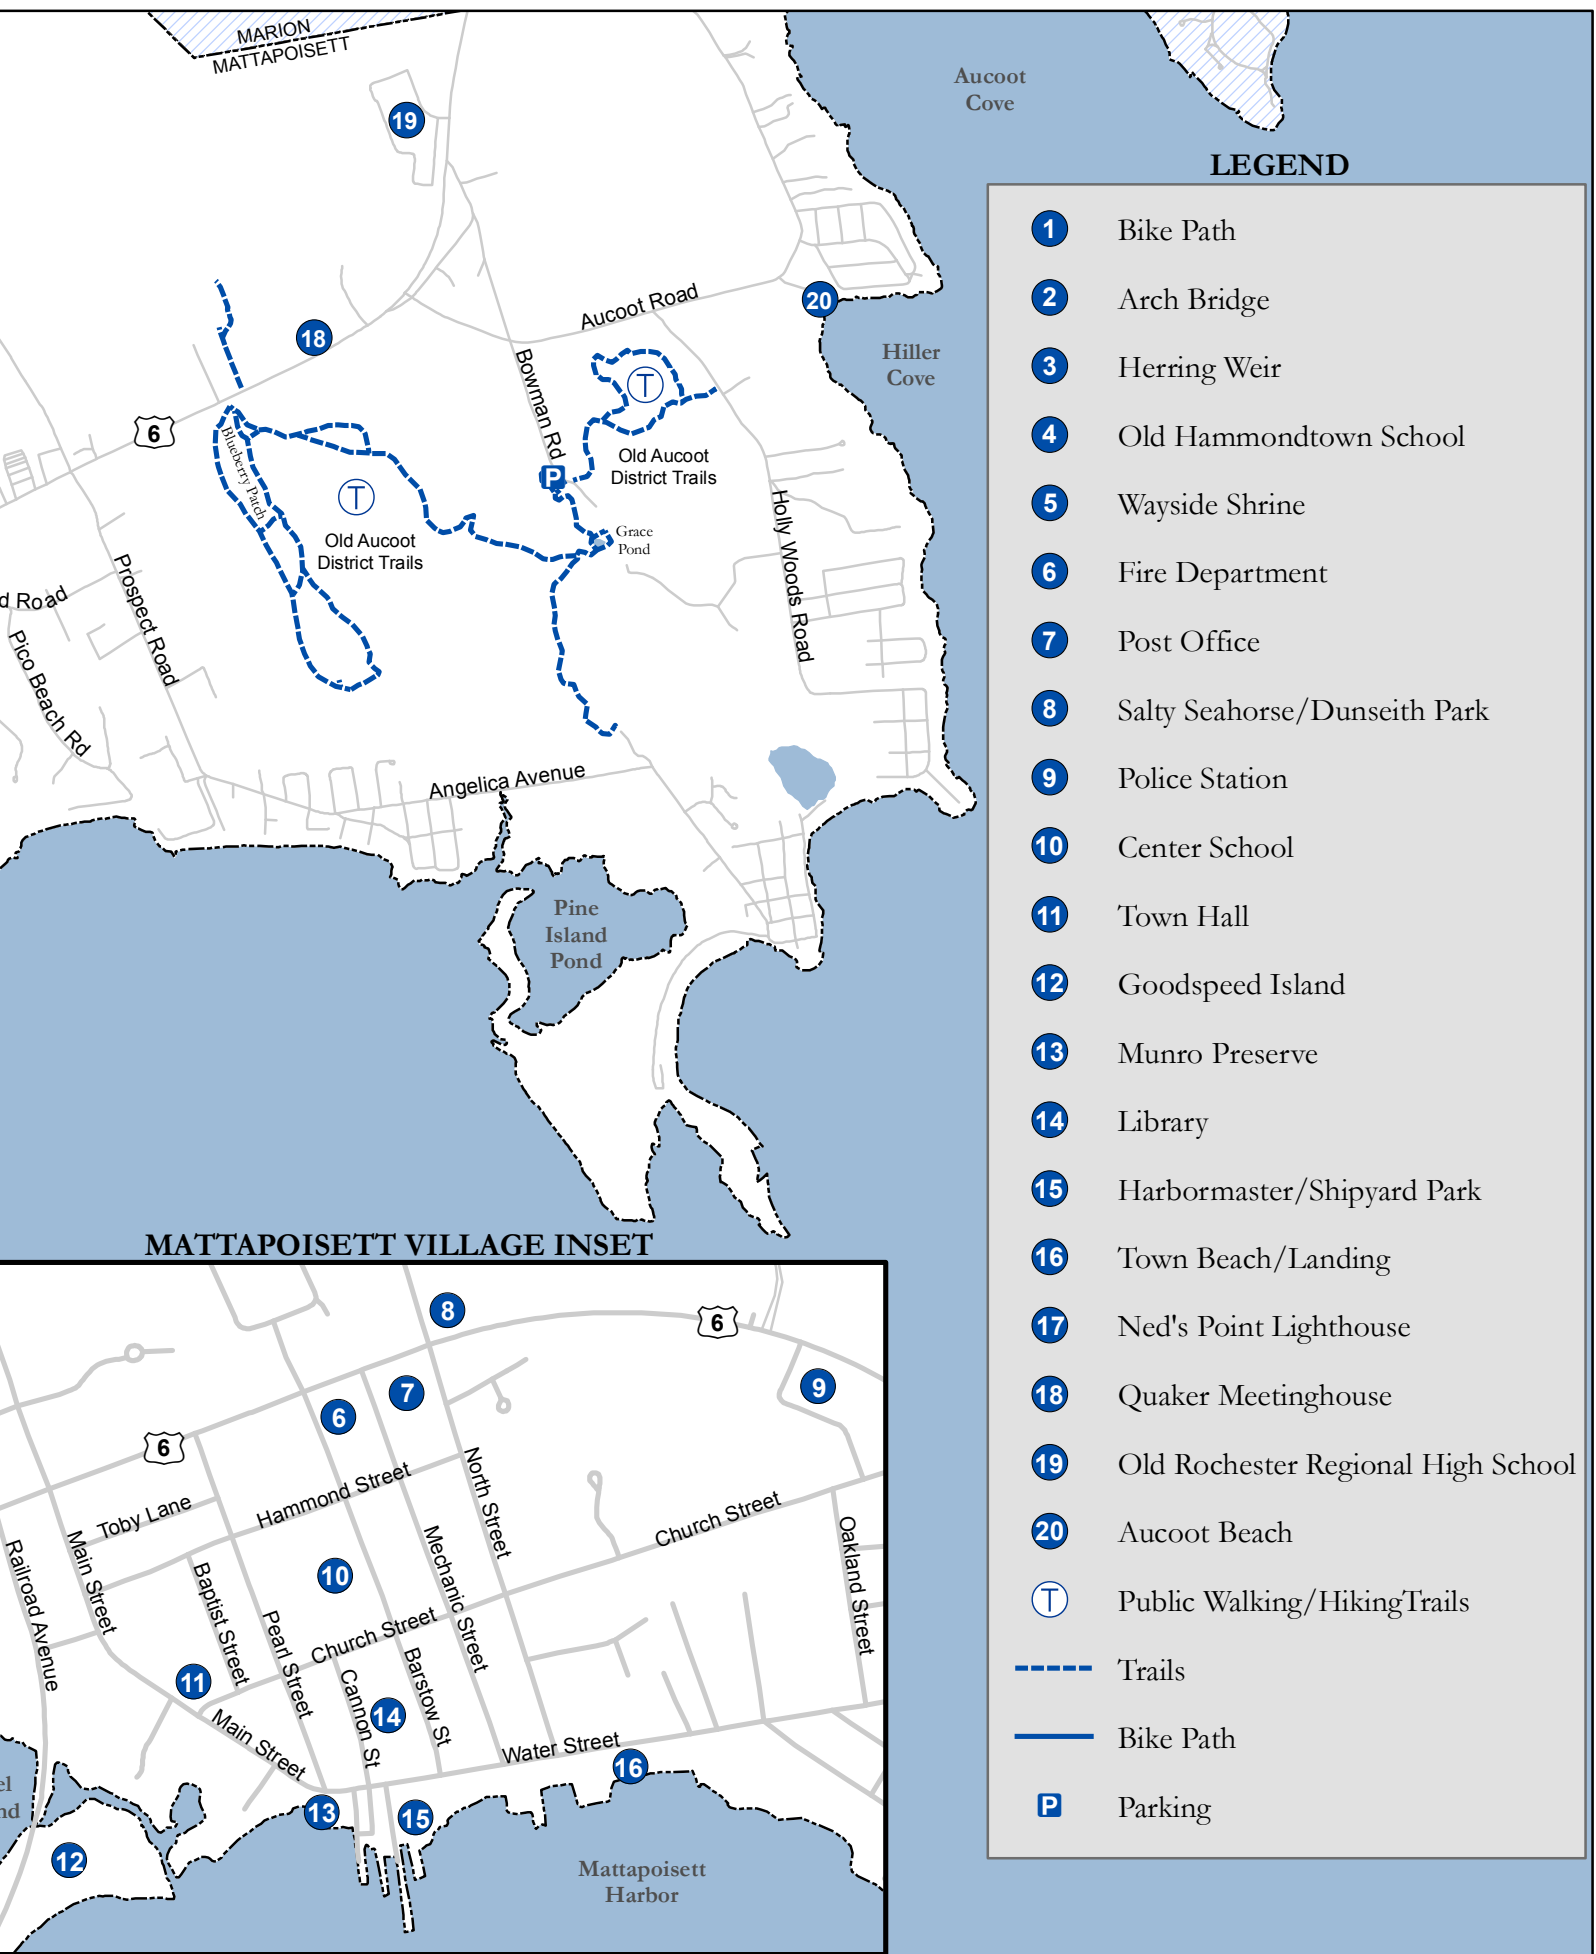 MARION
MATTAPOISETT
Aucoot
Cove
19
LEGEND
1 Bike Path
2 Arch Bridge
3 Herring Weir
4 Old Hammondtown School
5 Wayside Shrine
6 Fire Department
7 Post Office
8 Salty Seahorse/Dunseith Park
9 Police Station
10 Center School
11 Town Hall
12 Goodspeed Island
13 Munro Preserve
14 Library
15 Harbormaster/Shipyard Park
16 Town Beach/Landing
17 Ned's Point Lighthouse
18 Quaker Meetinghouse
19 Old Rochester Regional High School
20 Aucoot Beach
T Public Walking/HikingTrails
Trails
Bike Path
P Parking
Aucoot Road
20
18
Hiller
Cove
Bowman Rd
T
6
Blueberry Patch
Old Aucoot
District Trails
P
T
Holly Woods Road
Old Aucoot
District Trails
Grace
Pond
Prospect Road
d Road
Pico Beach Rd
Angelica Avenue
Pine
Island
Pond
MATTAPOISETT VILLAGE INSET
8
6
7
9
6
6
Hammond Street
North Street
Toby Lane
Main Street
Church Street
Oakland Street
Railroad Avenue
Mechanic Street
10
Baptist Street
Pearl Street
Church Street
Barstow St
11
Cannon St
14
Main Street
Water Street
16
el
nd
13
15
12
Mattapoisett
Harbor